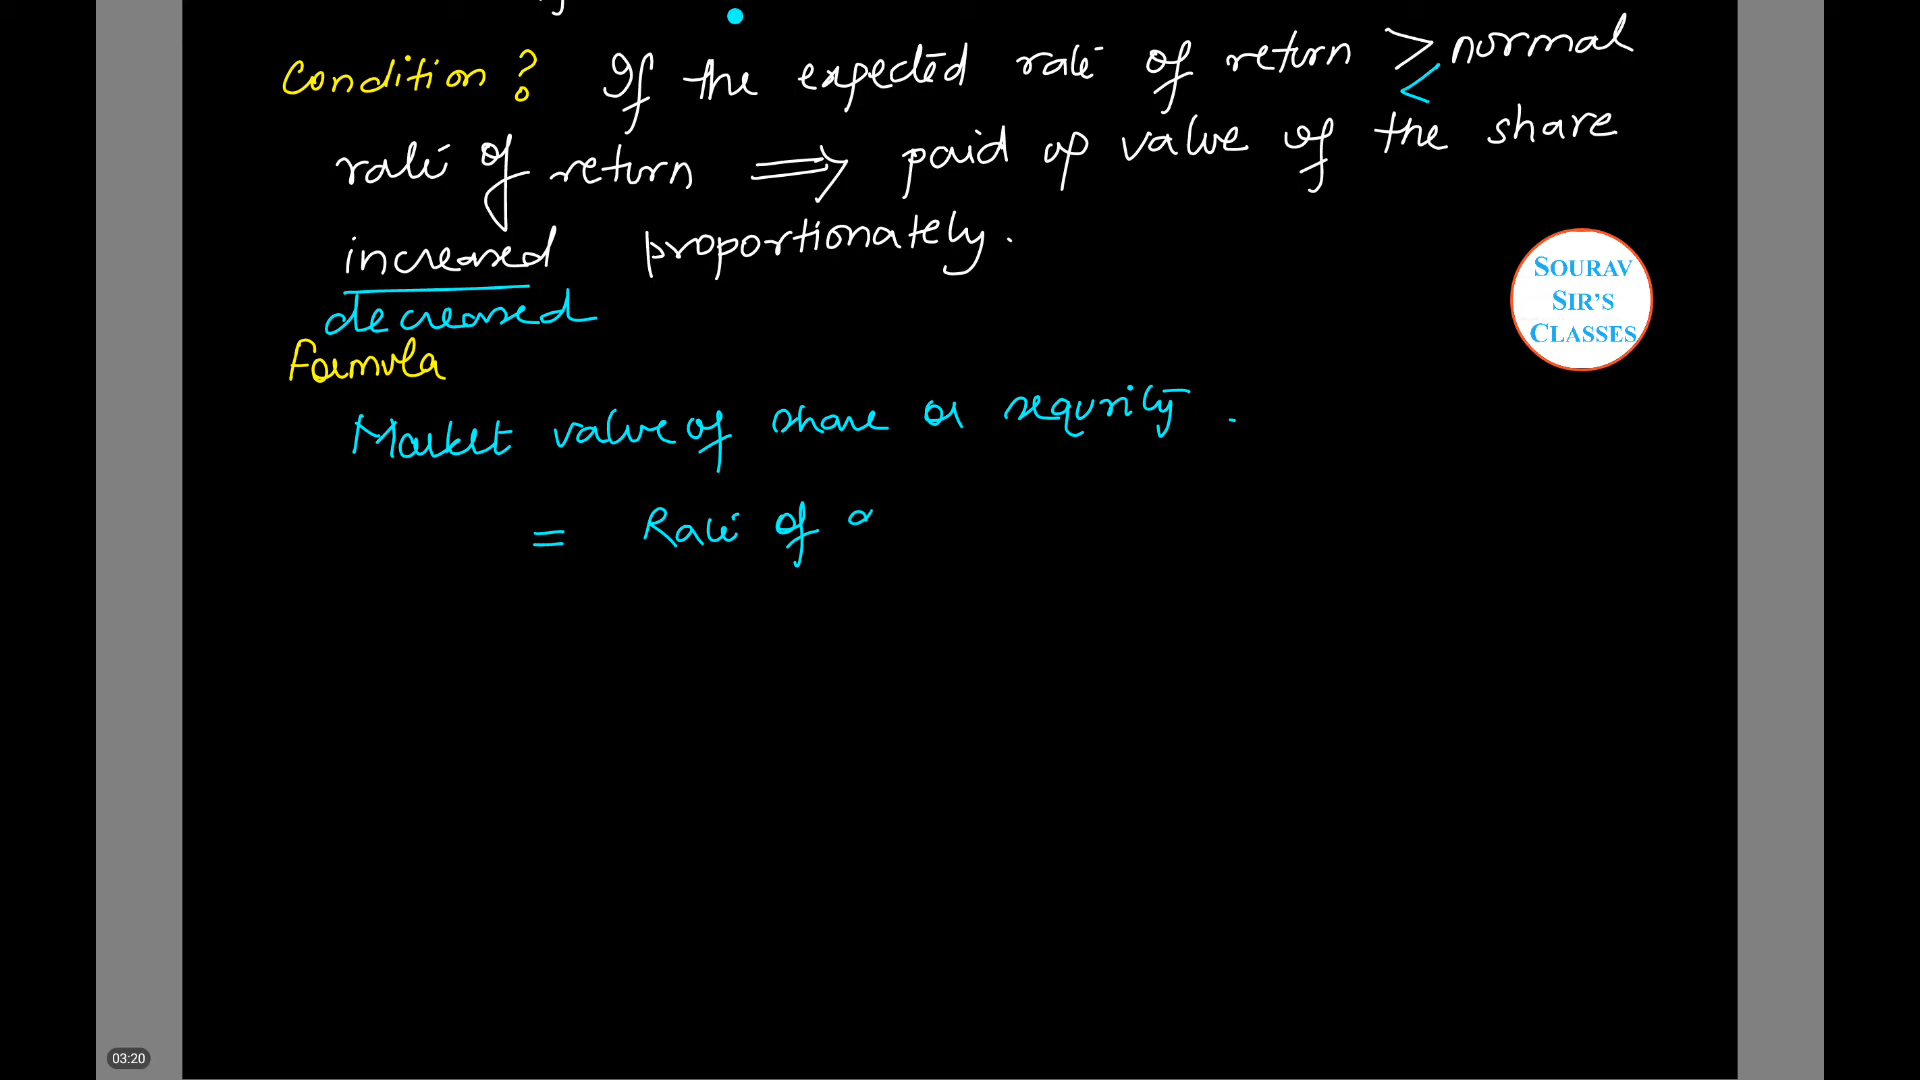 Condition ? If the expected rate of return > normal
<
rate of return ⇒ paid up value of the share
increased proportionately.
decreased
Formula
Market value of share or sequrity .
= Rate of
SOURAV
SIR'S
CLASSES
03:20